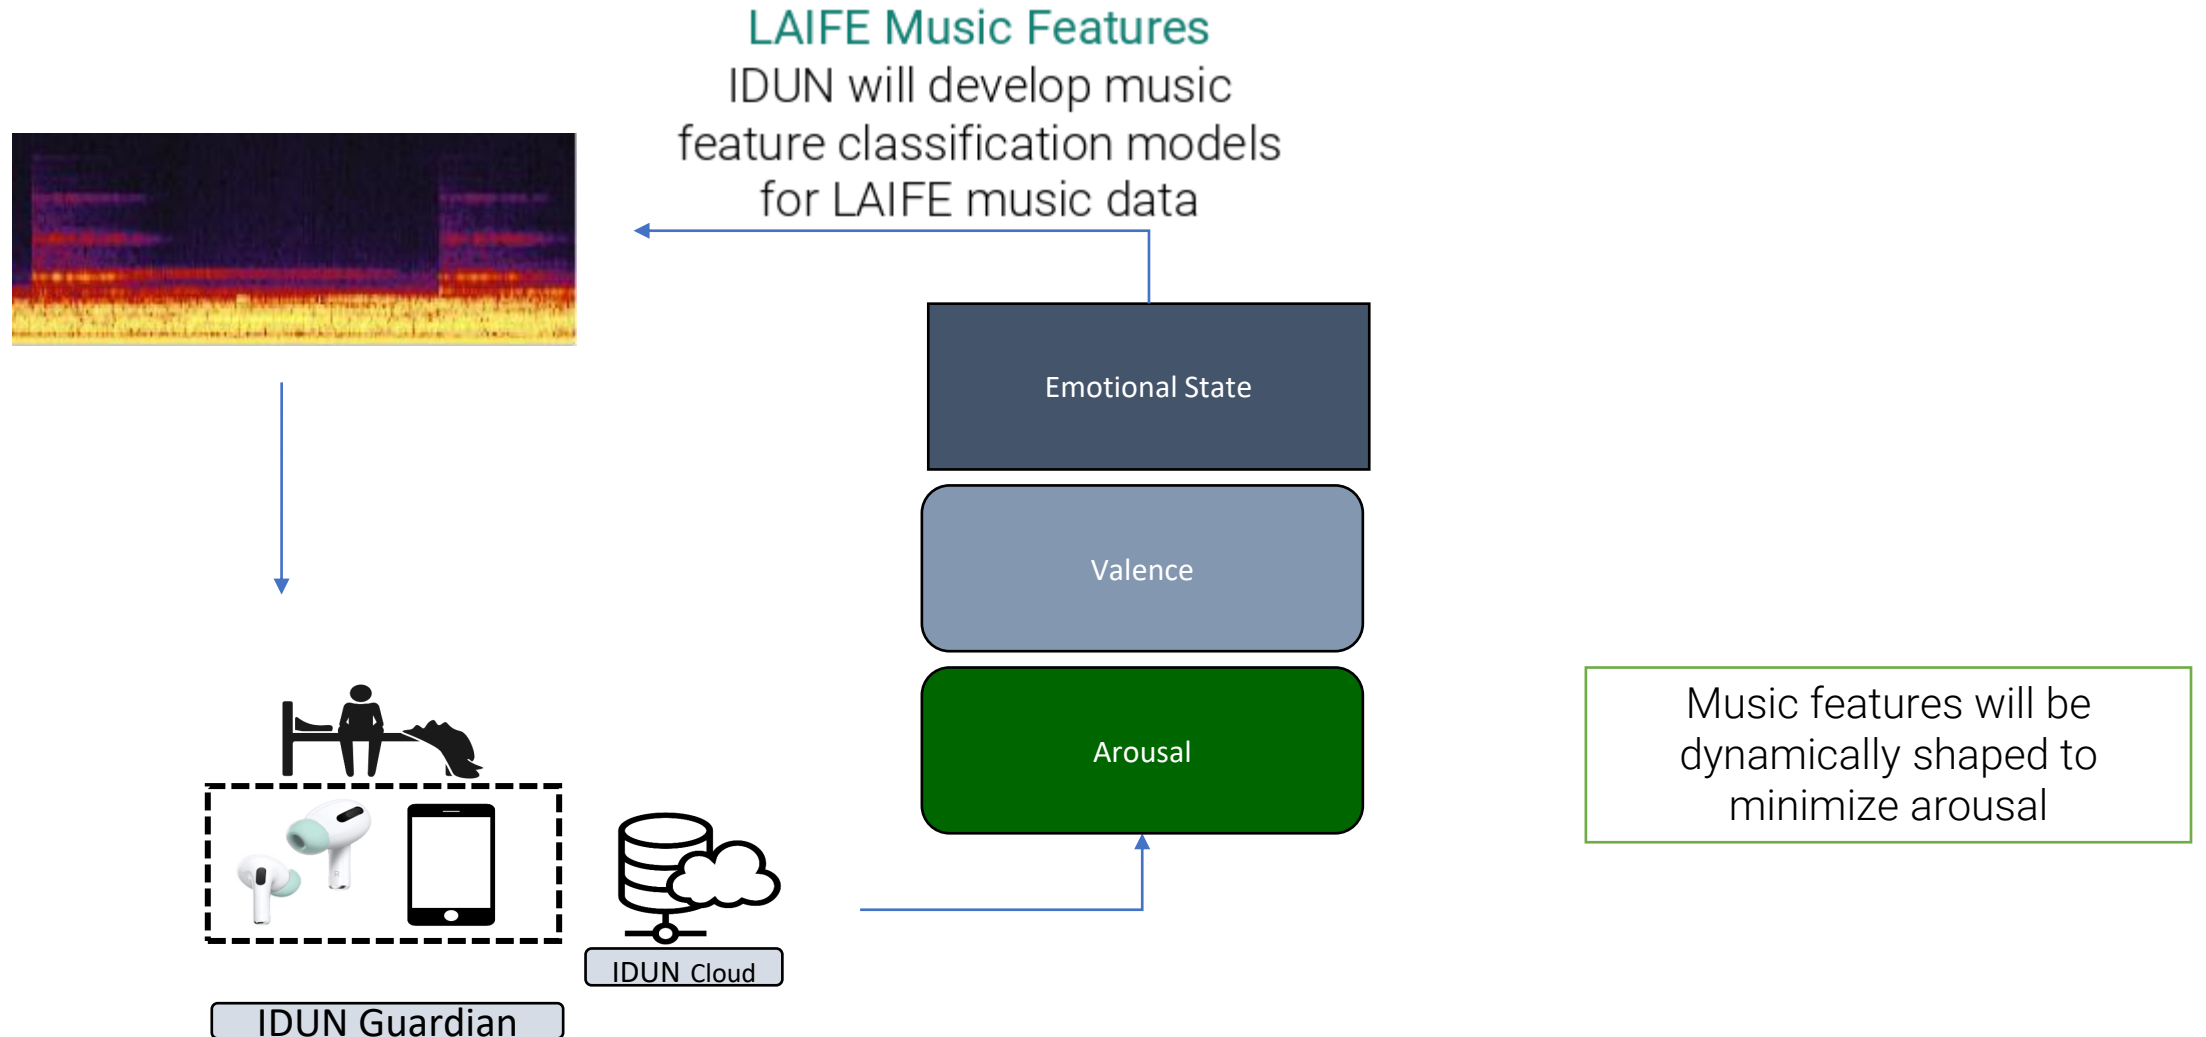 LAIFE Music Features
IDUN will develop music
feature classification models
for LAIFE music data
Emotional State
Valence
Arousal
Music features will be
dynamically shaped to
minimize arousal
IDUN Cloud
IDUN Guardian